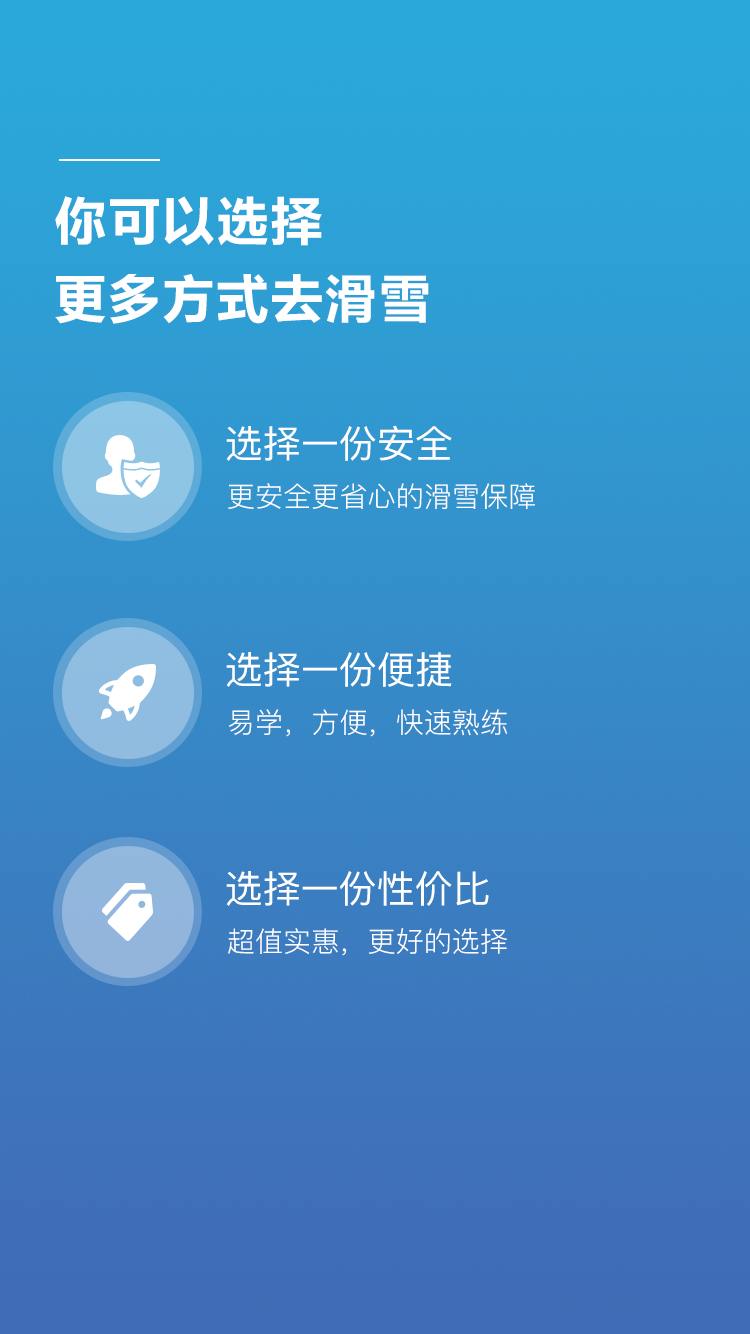 你可以选择
更多方式去滑雪
选择一份安全
更安全更省心的滑雪保障
选择一份便捷
易学，方便，快速熟练
选择一份性价比
超值实惠，更好的选择